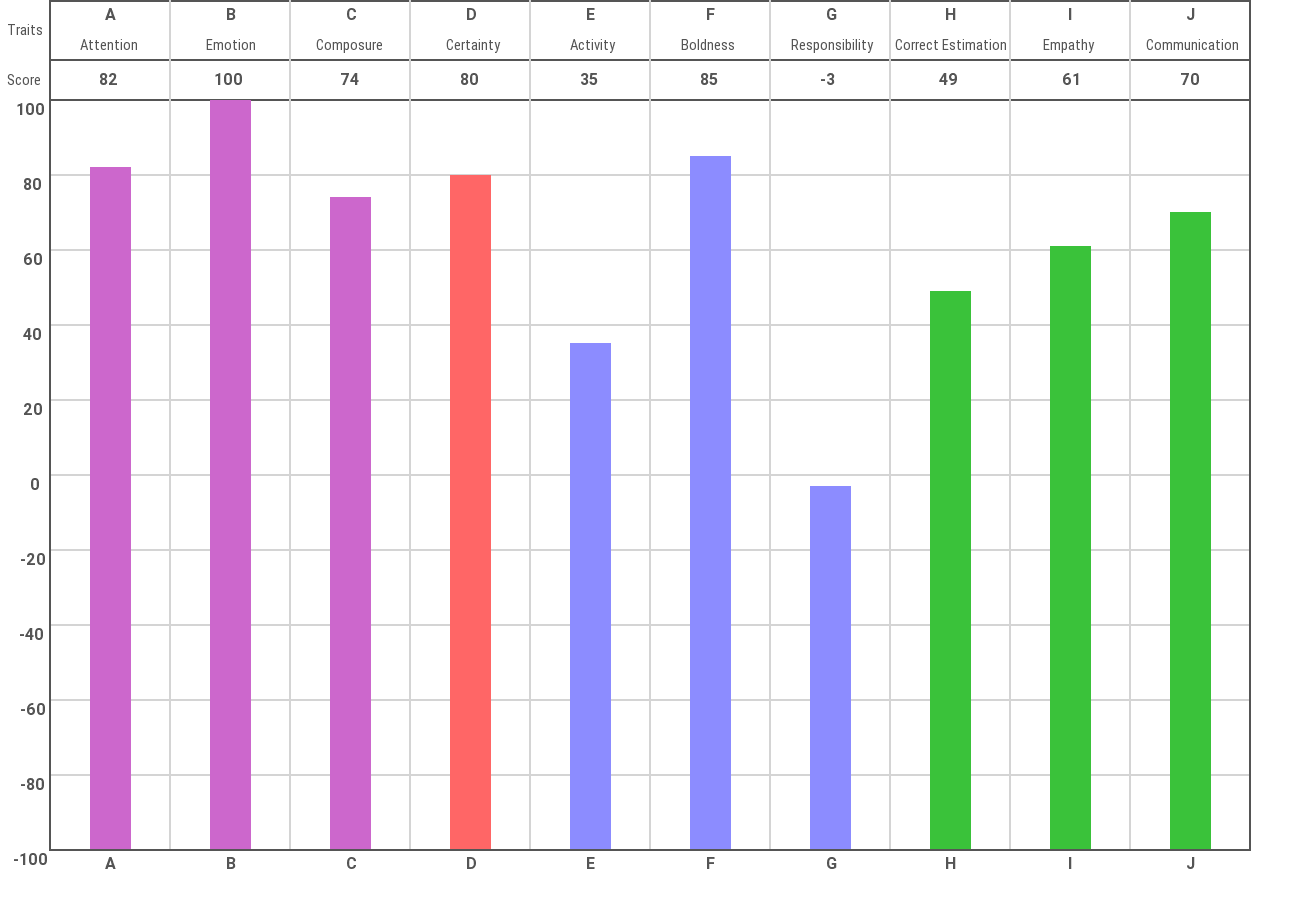 Traits
A B C D E F G H I J
Attention Emotion Composure Certainty Activity Boldness Responsibility Correct Estimation Empathy Communication
Score 82 100 74 80 35 85 -3 49 61 70
100
80
60
40
20
0
-20
-40
-60
-80
-100
A B C D E F G H I J